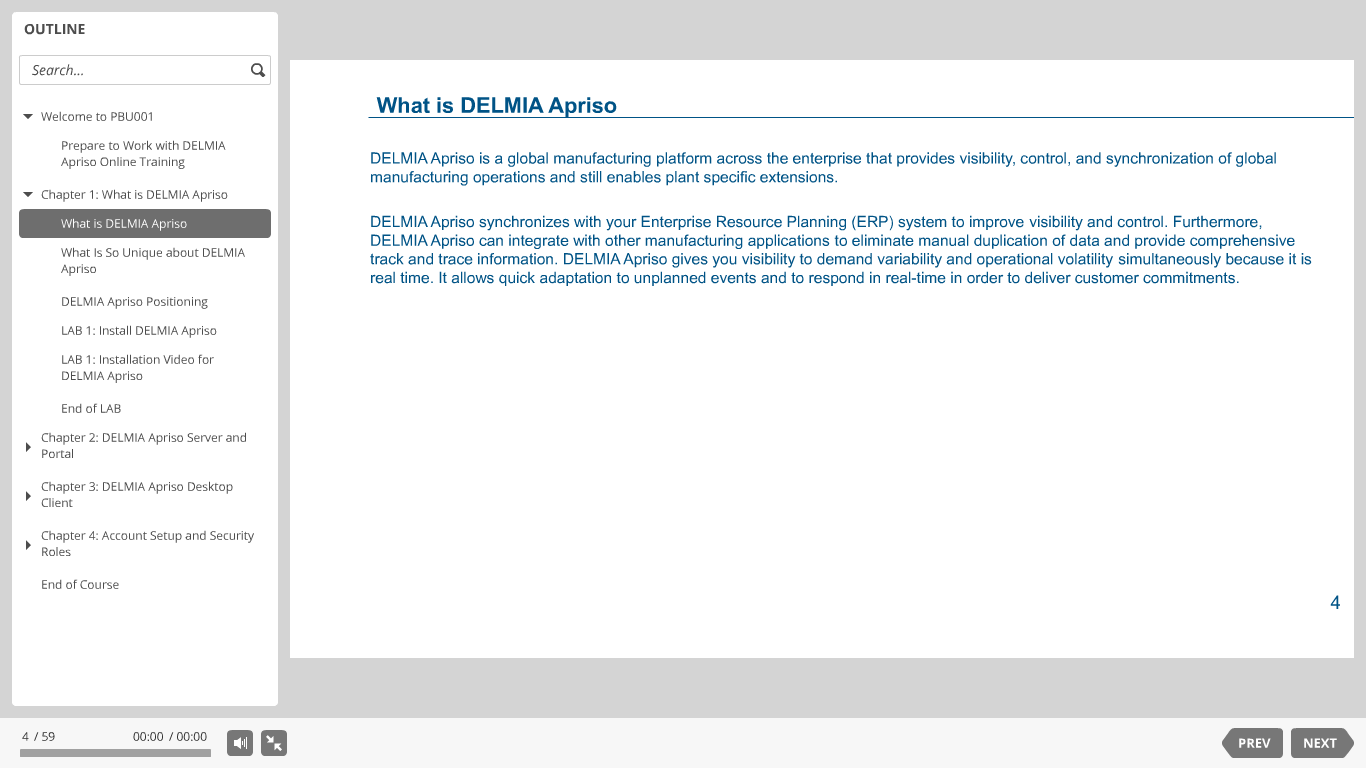 OUTLINE
Search...
Welcome to PBU001
Prepare to Work with DELMIA
Apriso Online Training
Chapter 1: What is DELMIA Apriso
What is DELMIA Apriso
What Is So Unique about DELMIA
Apriso
DELMIA Apriso Positioning
LAB 1: Install DELMIA Apriso
LAB 1: Installation Video for
DELMIA Apriso
End of LAB
Chapter 2: DELMIA Apriso Server and
Portal
Chapter 3: DELMIA Apriso Desktop
Client
Chapter 4: Account Setup and Security
Roles
End of Course
What is DELMIA Apriso
DELMIA Apriso is a global manufacturing platform across the enterprise that provides visibility, control, and synchronization of global
manufacturing operations and still enables plant specific extensions.
DELMIA Apriso synchronizes with your Enterprise Resource Planning (ERP) system to improve visibility and control. Furthermore,
DELMIA Apriso can integrate with other manufacturing applications to eliminate manual duplication of data and provide comprehensive
track and trace information. DELMIA Apriso gives you visibility to demand variability and operational volatility simultaneously because it is
real time. It allows quick adaptation to unplanned events and to respond in real-time in order to deliver customer commitments.
4
4 / 59
00:00 / 00:00
PREV
NEXT